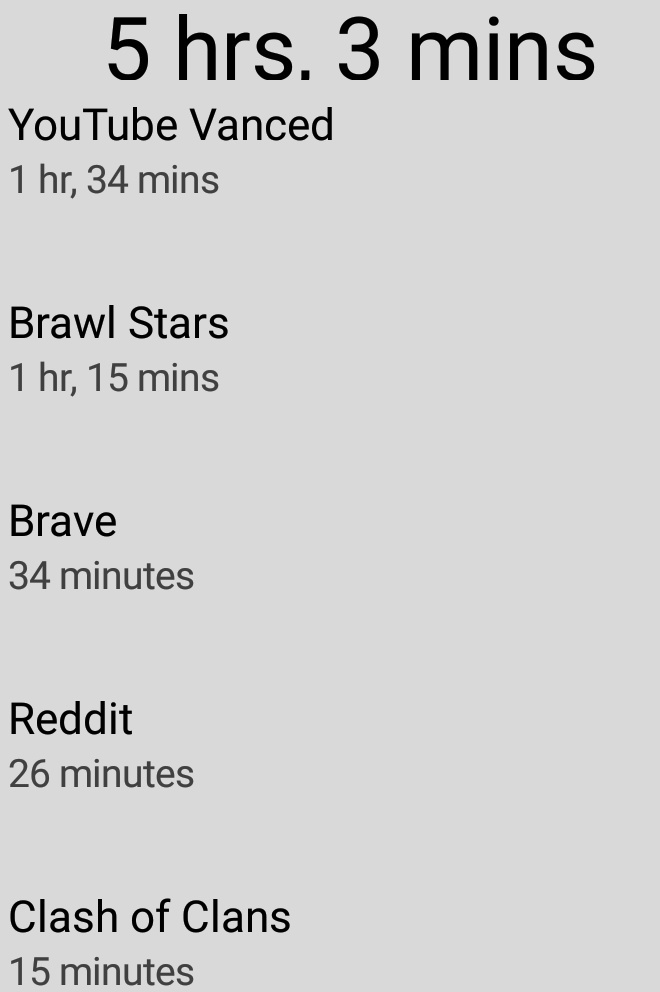 5 hrs. 3 mins
YouTube Vanced
1 hr, 34 mins
Brawl Stars
1 hr, 15 mins
Brave
34 minutes
Reddit
26 minutes
Clash of Clans
15 minutes